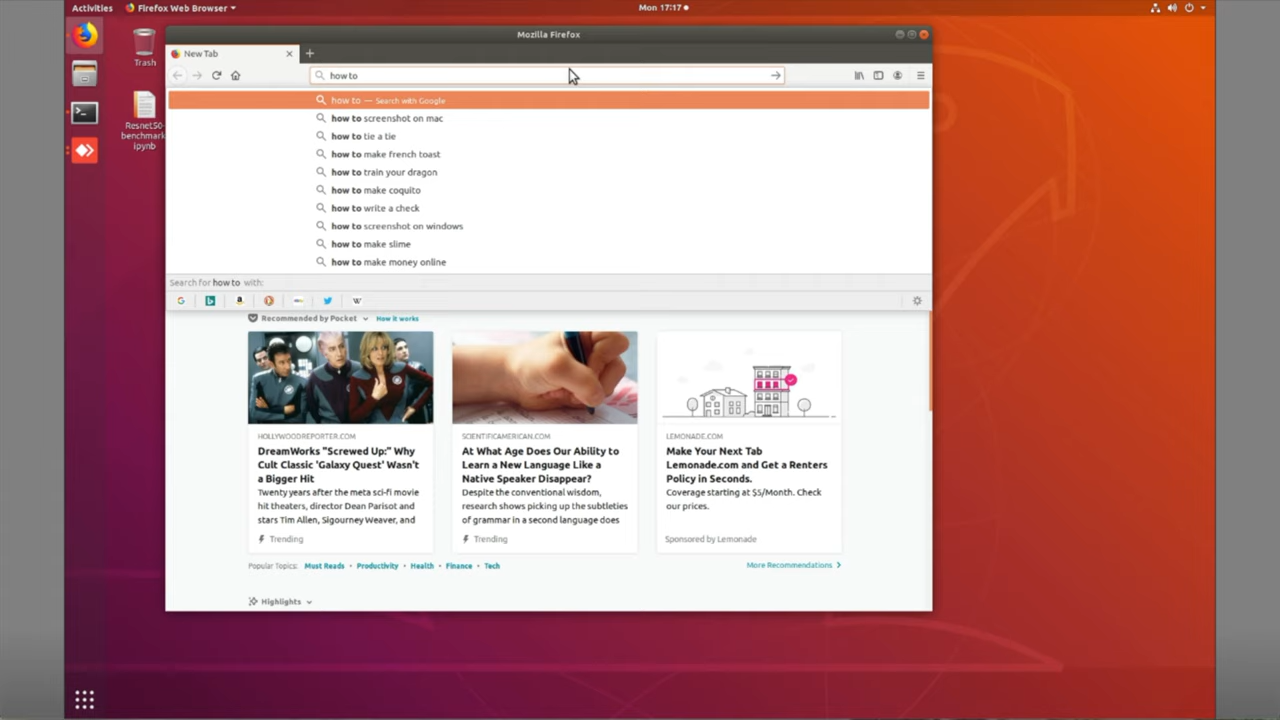 Activities
Firefox Web Browser
Mon 17:17
Trash
Resnet50-
benchmark.
ipynb
Mozilla Firefox
New Tab
how to
how to — Search with Google
how to screenshot on mac
how to tie a tie
how to make french toast
how to train your dragon
how to make coquito
how to write a check
how to screenshot on windows
how to make slime
how to make money online
Search for how to with:
Recommended by Pocket
How it works
HOLLYWOODREPORTER.COM
DreamWorks "Screwed Up:" Why
Cult Classic 'Galaxy Quest' Wasn't
a Bigger Hit
Twenty years after the meta sci-fi movie
hit theaters, director Dean Parisot and
stars Tim Allen, Sigourney Weaver, and
Trending
SCIENTIFICAMERICAN.COM
At What Age Does Our Ability to
Learn a New Language Like a
Native Speaker Disappear?
Despite the conventional wisdom,
research shows picking up the subtleties
of grammar in a second language does
Trending
LEMONADE.COM
Make Your Next Tab
Lemonade.com and Get a Renters
Policy in Seconds.
Coverage starting at $5/Month. Check
our prices.
Sponsored by Lemonade
Popular Topics: Must Reads • Productivity • Health • Finance • Tech
More Recommendations
Highlights